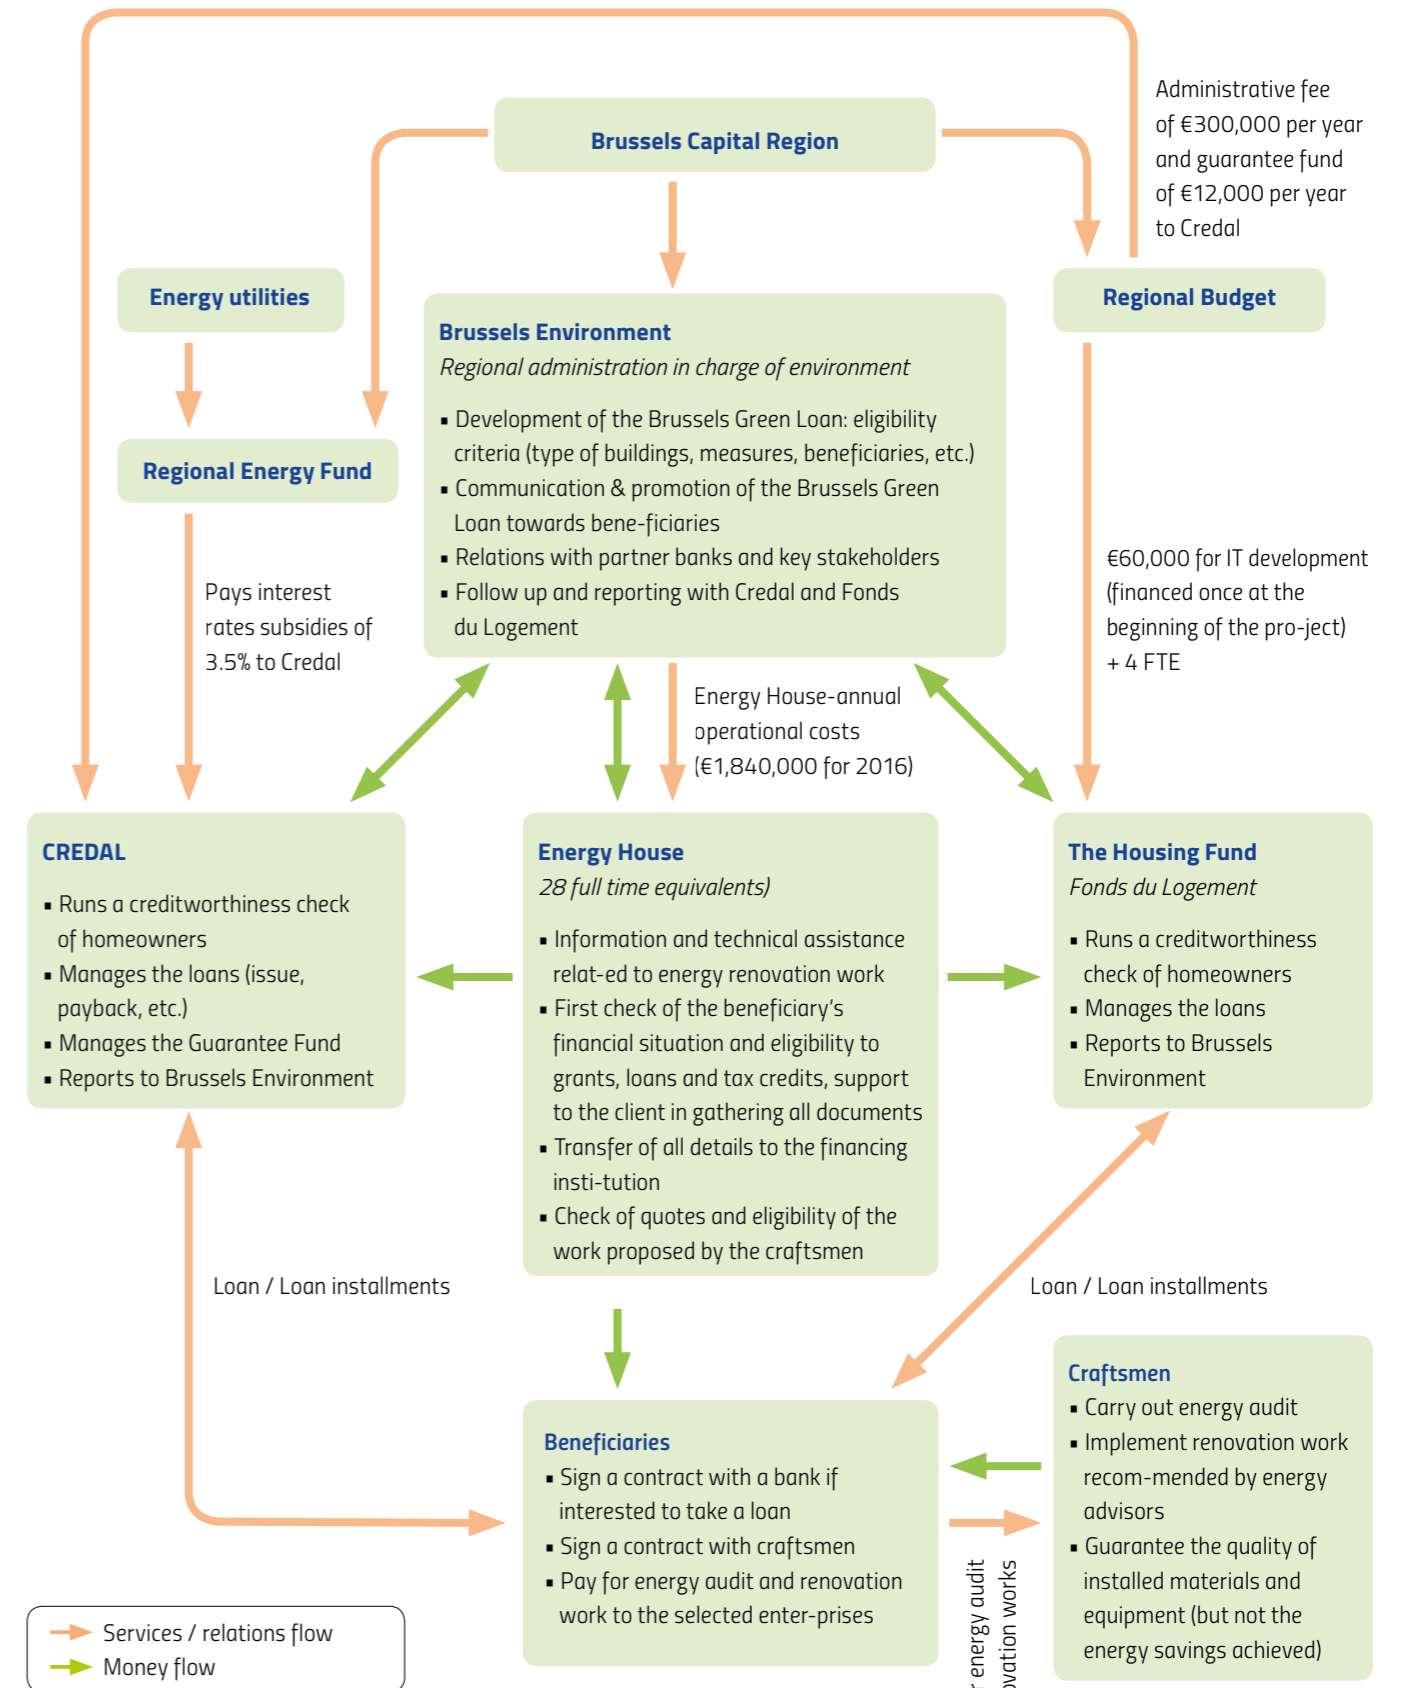 Administrative fee
of €300,000 per year
and guarantee fund
of €12,000 per year
to Credal
Brussels Capital Region
Energy utilities
Regional Budget
Brussels Environment
Regional administration in charge of environment
▪ Development of the Brussels Green Loan: eligibility
criteria (type of buildings, measures, beneficiaries, etc.)
▪ Communication & promotion of the Brussels Green
Loan towards bene-ficiaries
▪ Relations with partner banks and key stakeholders
▪ Follow up and reporting with Credal and Fonds
du Logement
Regional Energy Fund
Pays interest
rates subsidies of
3.5% to Credal
€60,000 for IT development
(financed once at the
beginning of the pro-ject)
+ 4 FTE
Energy House-annual
operational costs
(€1,840,000 for 2016)
CREDAL
▪ Runs a creditworthiness check
of homeowners
▪ Manages the loans (issue,
payback, etc.)
▪ Manages the Guarantee Fund
▪ Reports to Brussels Environment
Energy House
28 full time equivalents)
▪ Information and technical assistance
relat-ed to energy renovation work
▪ First check of the beneficiary's
financial situation and eligibility to
grants, loans and tax credits, support
to the client in gathering all documents
▪ Transfer of all details to the financing
insti-tution
▪ Check of quotes and eligibility of the
work proposed by the craftsmen
The Housing Fund
Fonds du Logement
▪ Runs a creditworthiness
check of homeowners
▪ Manages the loans
▪ Reports to Brussels
Environment
Loan / Loan installments
Loan / Loan installments
Beneficiaries
▪ Sign a contract with a bank if
interested to take a loan
▪ Sign a contract with craftsmen
▪ Pay for energy audit and renovation
work to the selected enter-prises
Craftsmen
▪ Carry out energy audit
▪ Implement renovation work
recom-mended by energy
advisors
▪ Guarantee the quality of
installed materials and
equipment (but not the
energy savings achieved)
energy audit
works
Services / relations flow
Money flow